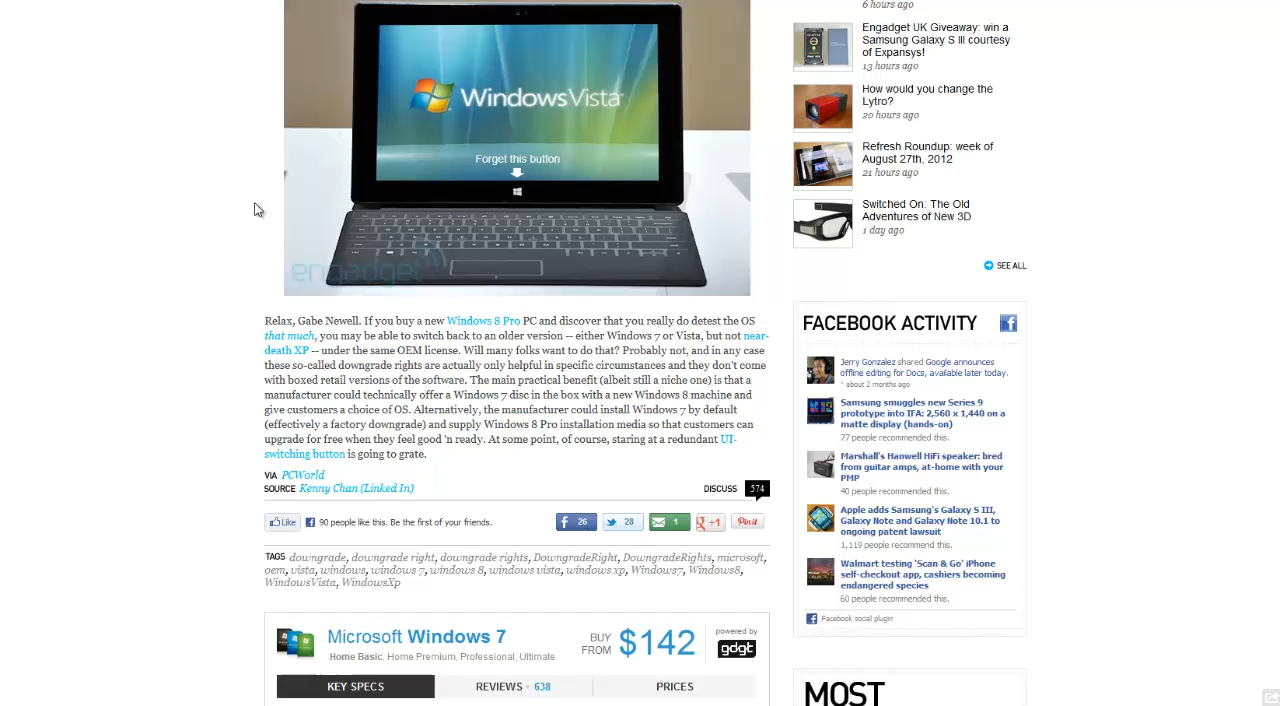 6 hours ago
Engadget UK Giveaway: win a
Samsung Galaxy S III courtesy
of Expansys!
13 hours ago
How would you change the
Lytro?
20 hours ago
Refresh Roundup: week of
August 27th, 2012
21 hours ago
Switched On: The Old
Adventures of New 3D
1 day ago
SEE ALL
WindowsVista
Forget this button
engadget
Relax, Gabe Newell. If you buy a new Windows 8 Pro PC and discover that you really do detest the OS
that much, you may be able to switch back to an older version -- either Windows 7 or Vista, but not near-
death XP -- under the same OEM license. Will many folks want to do that? Probably not, and in any case
these so-called downgrade rights are actually only helpful in specific circumstances and they don't come
with boxed retail versions of the software. The main practical benefit (albeit still a niche one) is that a
manufacturer could technically offer a Windows 7 disc in the box with a new Windows 8 machine and
give customers a choice of OS. Alternatively, the manufacturer could install Windows 7 by default
(effectively a factory downgrade) and supply Windows 8 Pro installation media so that customers can
upgrade for free when they feel good 'n ready. At some point, of course, staring at a redundant UI-
switching button is going to grate.
VIA PCWorld
SOURCE Kenny Chan (Linked In)
DISCUSS 574
Like 90 people like this. Be the first of your friends.
26 28 1 +1 Pin it
TAGS downgrade, downgrade right, downgrade rights, DowngradeRight, DowngradeRights, microsoft,
oem, vista, windows, windows 7, windows 8, windows vista, windows xp, Windows7, Windows8,
WindowsVista, WindowsXp
Microsoft Windows 7
Home Basic, Home Premium, Professional, Ultimate
BUY
FROM $142
powered by
gdgt
KEY SPECS REVIEWS • 638 PRICES
FACEBOOK ACTIVITY
Jerry Gonzalez shared Google announces
offline editing for Docs, available later today.
· about 2 months ago
Samsung smuggles new Series 9
prototype into IFA: 2,560 x 1,440 on a
matte display (hands-on)
77 people recommended this.
Marshall's Hanwell HiFi speaker: bred
from guitar amps, at-home with your
PMP
40 people recommended this.
Apple adds Samsung's Galaxy S III,
Galaxy Note and Galaxy Note 10.1 to
ongoing patent lawsuit
1,119 people recommended this.
Walmart testing 'Scan & Go' iPhone
self-checkout app, cashiers becoming
endangered species
60 people recommended this.
Facebook social plugin
MOST